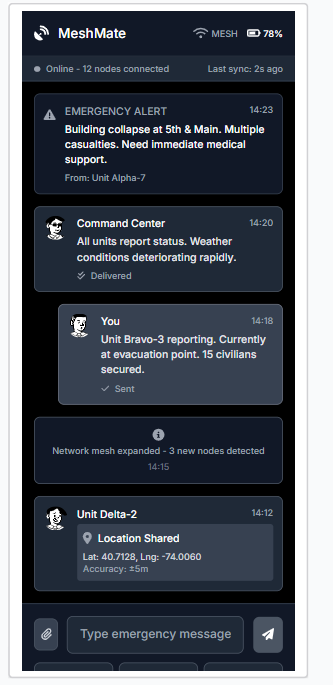 MeshMate
MESH
78%
Online - 12 nodes connected
Last sync: 2s ago
EMERGENCY ALERT
14:23
Building collapse at 5th & Main. Multiple
casualties. Need immediate medical
support.
From: Unit Alpha-7
Command Center
14:20
All units report status. Weather
conditions deteriorating rapidly.
Delivered
You
14:18
Unit Bravo-3 reporting. Currently
at evacuation point. 15 civilians
secured.
Sent
Network mesh expanded - 3 new nodes detected
14:15
Unit Delta-2
14:12
Location Shared
Lat: 40.7128, Lng: -74.0060
Accuracy: ±5m
Type emergency message